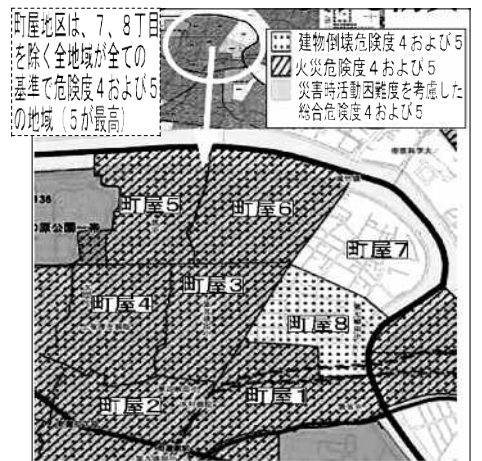 町屋地区は、7、8丁目
を除く全地域が全ての
基準で危険度4および5
の地域（5が最高）
建物倒壊危険度4および5
火災危険度4および5
災害時活動困難度を考慮した
総合危険度4および5
町屋5
町屋6
町屋7
町屋4
町屋3
町屋8
町屋2
町屋1